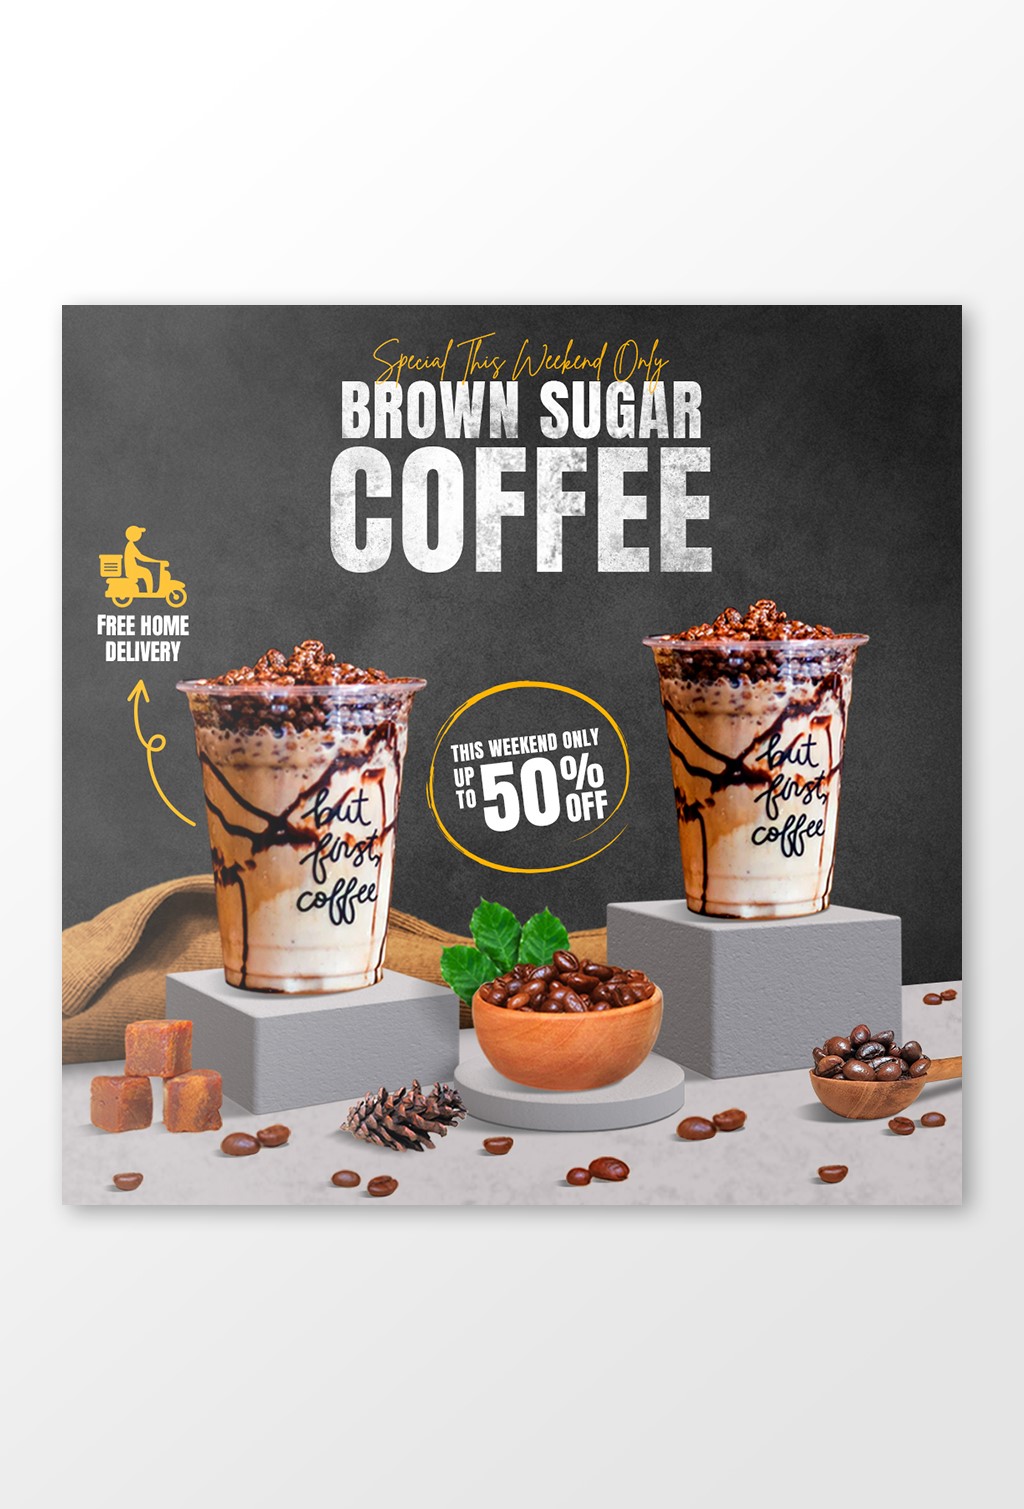 Special This Weekend Only
BROWN SUGAR
COFFEE
FREE HOME
DELIVERY
THIS WEEKEND ONLY
UP
TO
50%
OFF
but
first,
coffee
but
first,
coffee